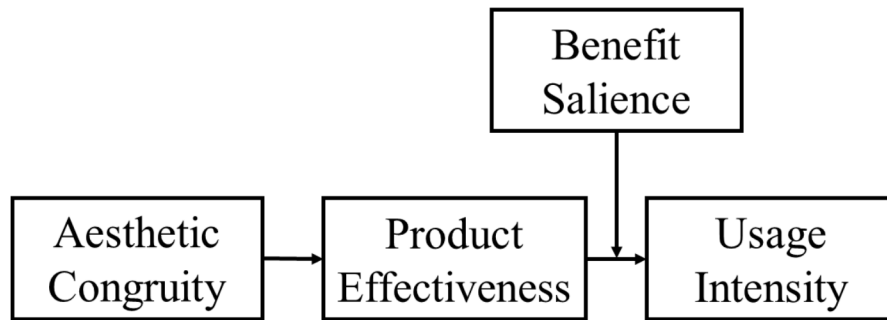 Benefit
Salience
Aesthetic
Congruity
Product
Effectiveness
Usage
Intensity